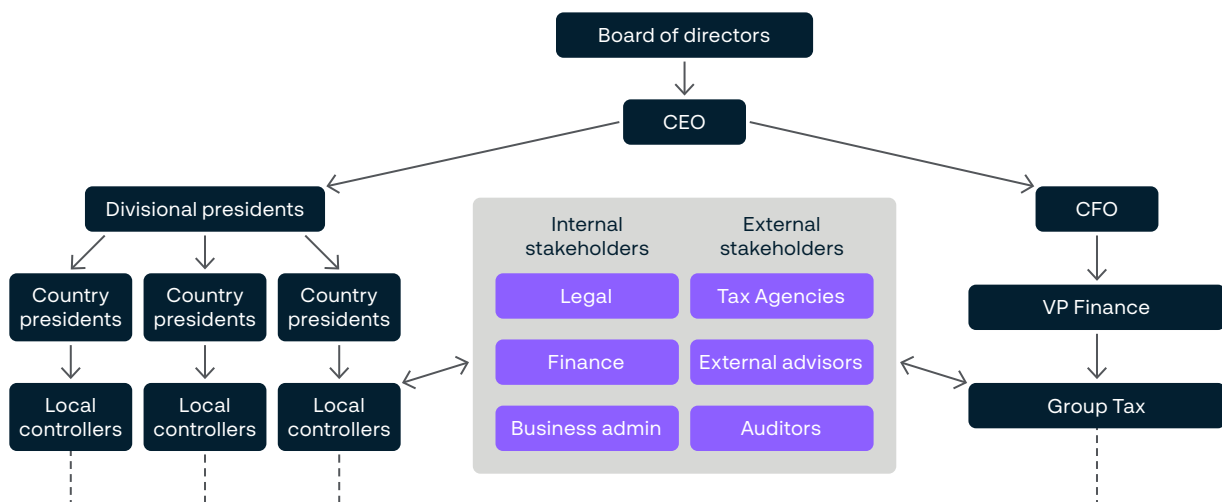 Board of directors
CEO
Divisional presidents
CFO
Internal
stakeholders
External
stakeholders
Country
presidents
Country
presidents
Country
presidents
Legal
Tax Agencies
VP Finance
Finance
External advisors
Local
controllers
Local
controllers
Local
controllers
Business admin
Auditors
Group Tax